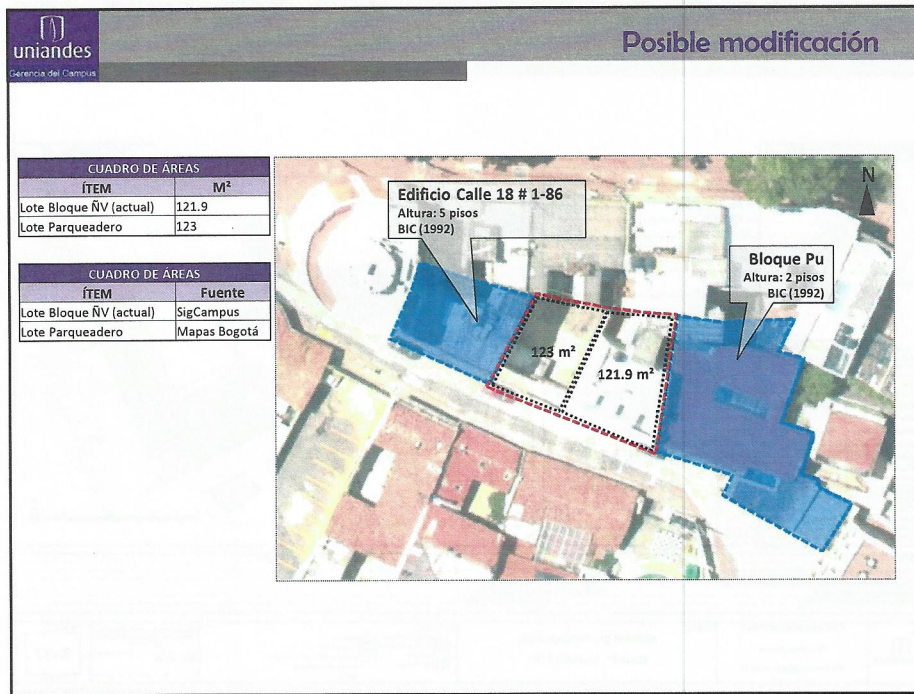 uniandes
Gerencia del Campus
Posible modificación
CUADRO DE ÁREAS
ÍTEM M²
Lote Bloque ÑV (actual) 121.9
Lote Parqueadero 123
CUADRO DE ÁREAS
ÍTEM Fuente
Lote Bloque ÑV (actual) SigCampus
Lote Parqueadero Mapas Bogotá
Edificio Calle 18 # 1-86
Altura: 5 pisos
BIC (1992)
N
Bloque Pu
Altura: 2 pisos
BIC (1992)
123 m²
121.9 m²